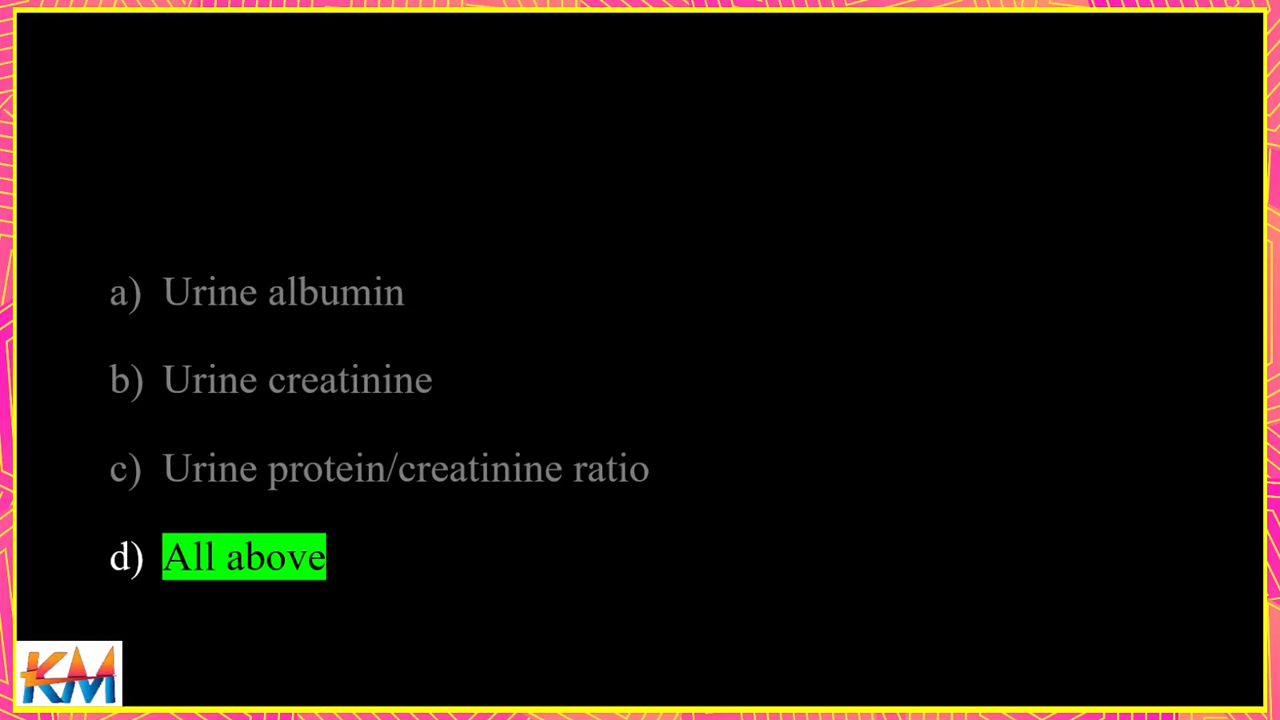 a) Urine albumin
b) Urine creatinine
c) Urine protein/creatinine ratio
d) All above
KM